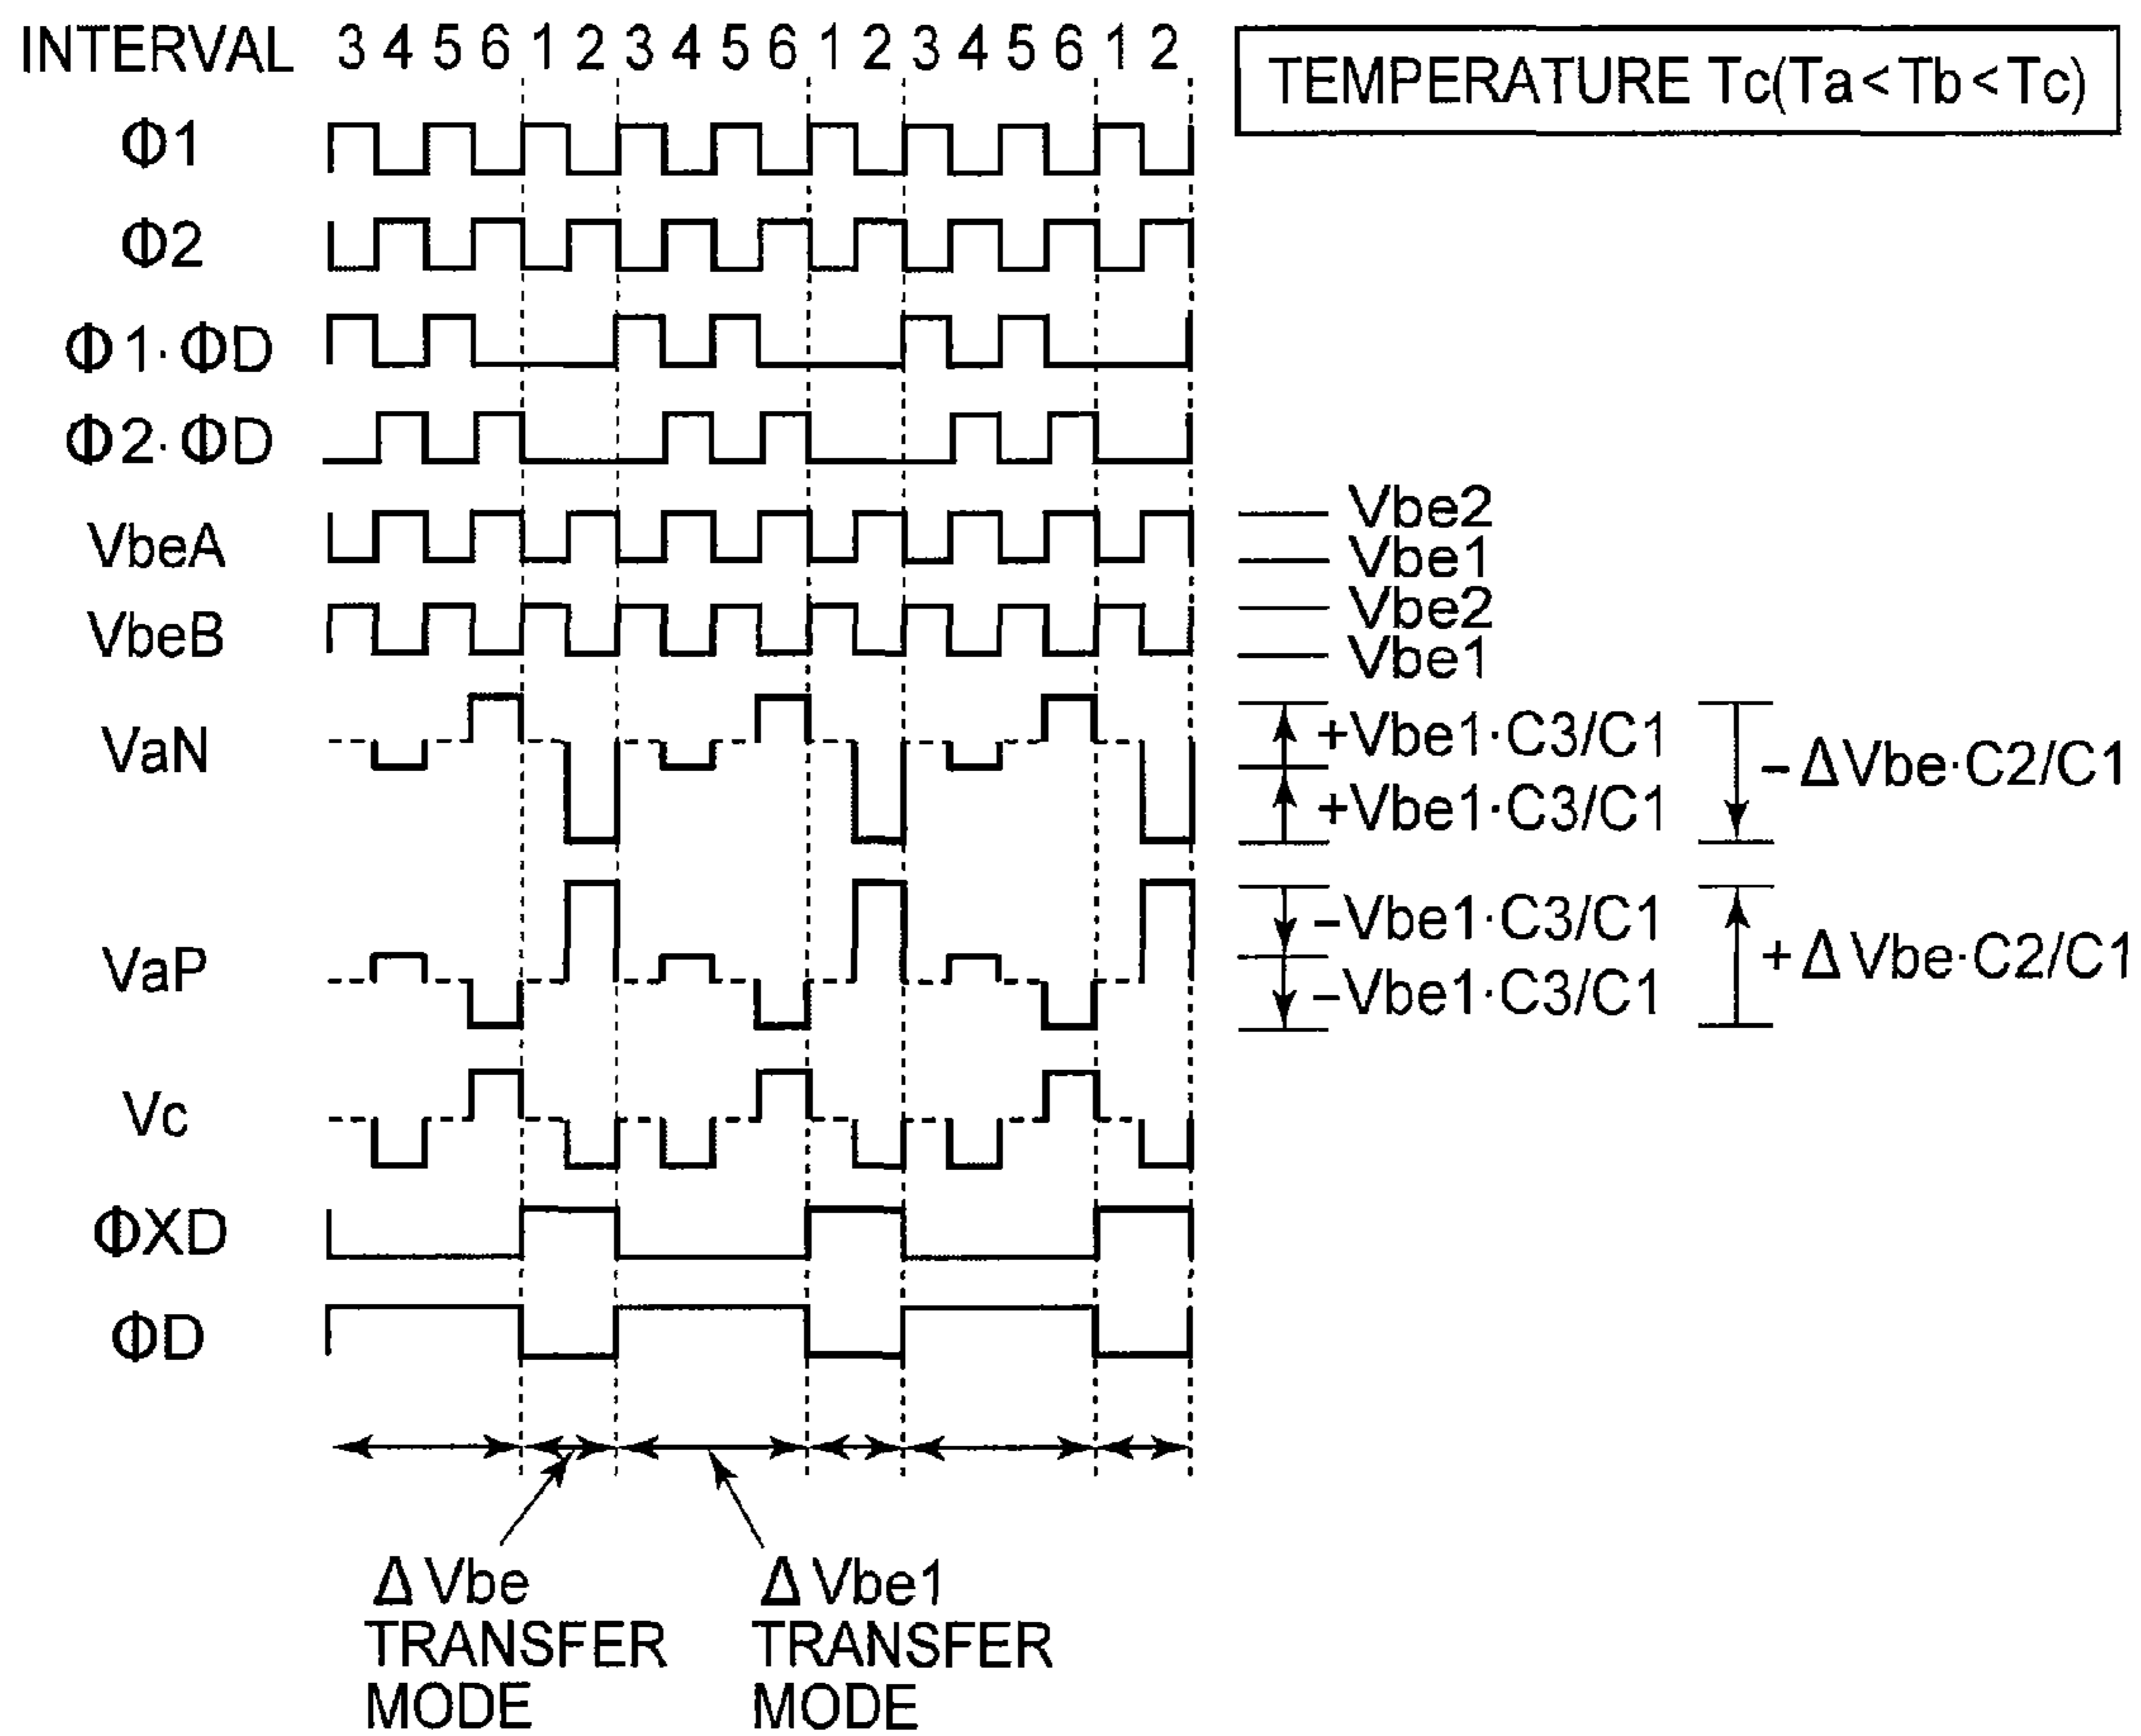 INTERVAL 3 4 5 6 1 2 3 4 5 6 1 2 3 4 5 6 1 2
TEMPERATURE Tc(Ta<Tb<Tc)
Φ1
Φ2
Φ1·ΦD
Φ2·ΦD
VbeA
Vbe2
Vbe1
VbeB
Vbe2
Vbe1
VaN
+Vbe1·C3/C1
+Vbe1·C3/C1
−ΔVbe·C2/C1
VaP
−Vbe1·C3/C1
−Vbe1·C3/C1
+ΔVbe·C2/C1
Vc
ΦXD
ΦD
ΔVbe
TRANSFER
MODE
ΔVbe1
TRANSFER
MODE